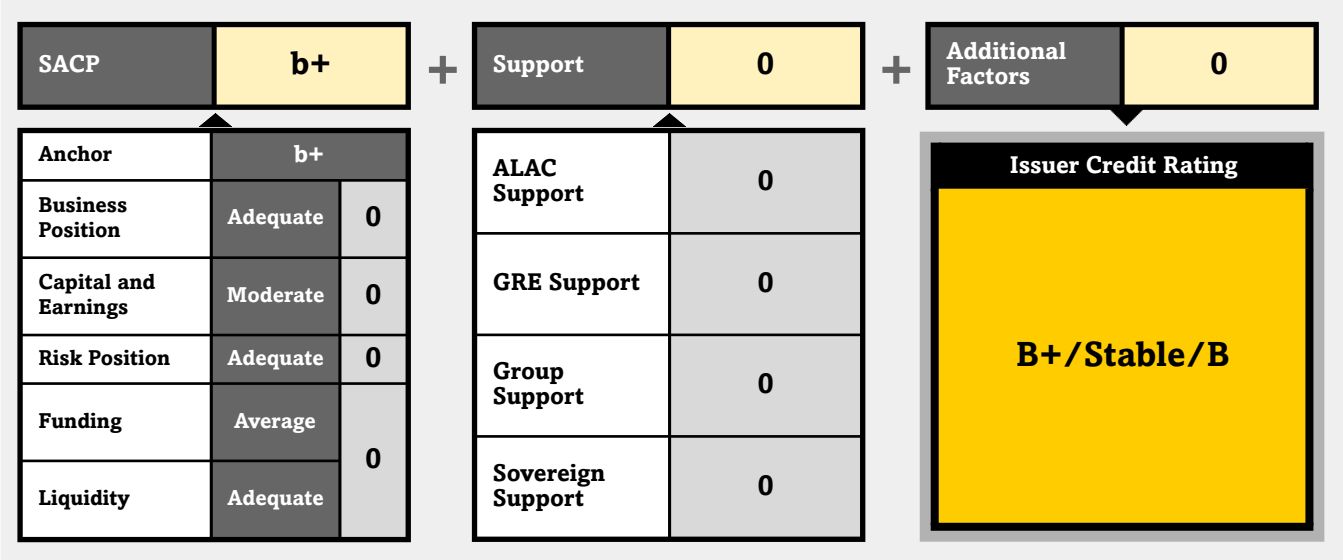 SACP
b+
+
Support
0
+
Additional
Factors
0
Anchor
b+
Business
Position
Adequate
0
Capital and
Earnings
Moderate
0
Risk Position
Adequate
0
Funding
Average
0
Liquidity
Adequate
ALAC
Support
0
GRE Support
0
Group
Support
0
Sovereign
Support
0
Issuer Credit Rating
B+/Stable/B